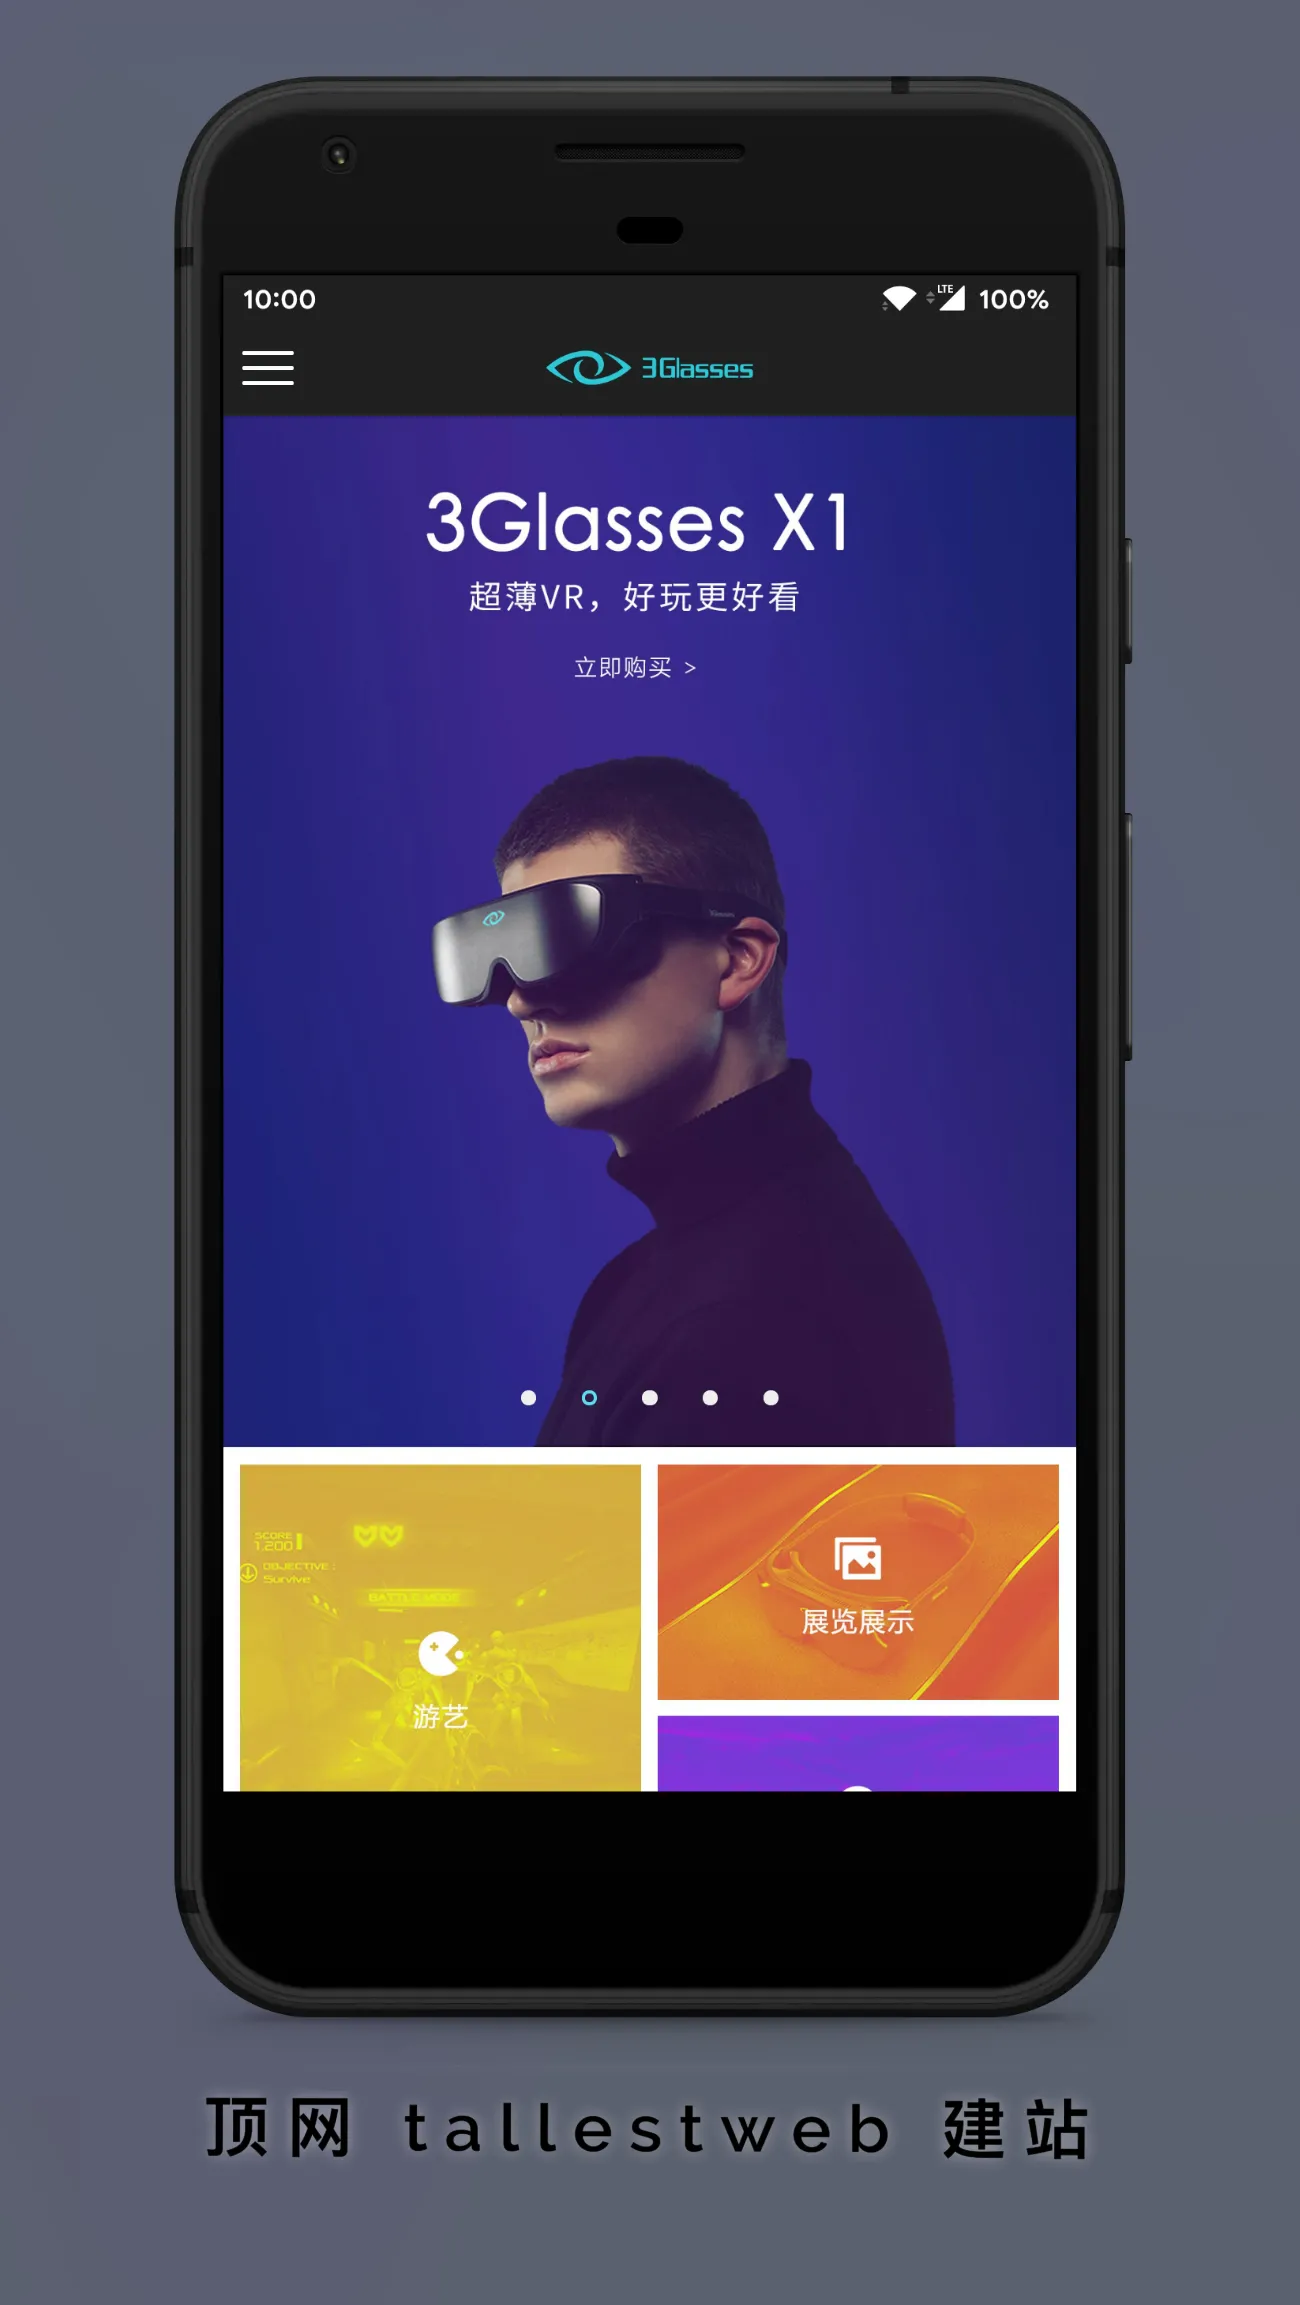 10:00 LTE 100%
3Glasses
3Glasses X1
超薄VR，好玩更好看
立即购买 >
SCORE
1,200
OBJECTIVE :
Survive
BATTLE MODE
游艺
展览展示
顶网 tallestweb 建站